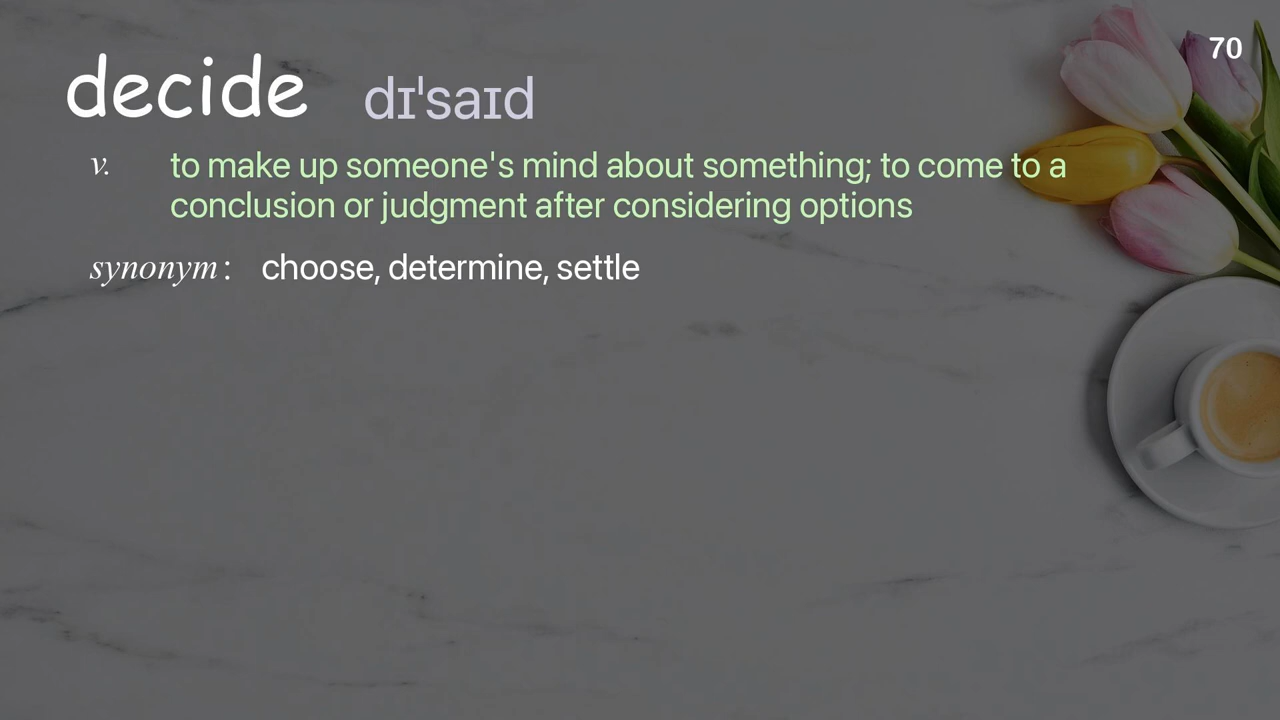 70
decide dɪˈsaɪd
v. to make up someone's mind about something; to come to a
conclusion or judgment after considering options
synonym: choose, determine, settle